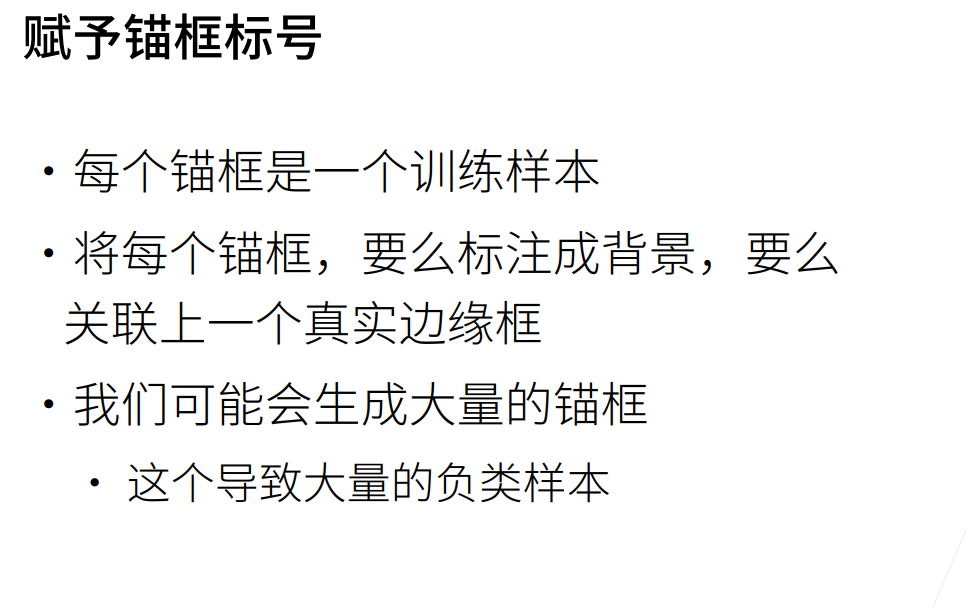 赋予锚框标号
• 每个锚框是一个训练样本
• 将每个锚框，要么标注成背景，要么
关联上一个真实边缘框
• 我们可能会生成大量的锚框
• 这个导致大量的负类样本